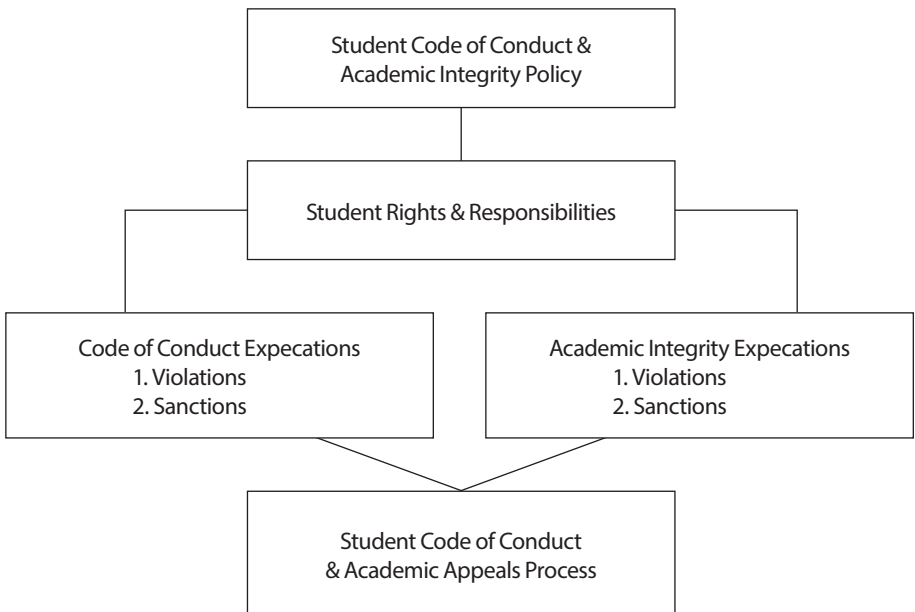 Student Code of Conduct &
Academic Integrity Policy
Student Rights & Responsibilities
Code of Conduct Expecations
1. Violations
2. Sanctions
Academic Integrity Expecations
1. Violations
2. Sanctions
Student Code of Conduct
& Academic Appeals Process